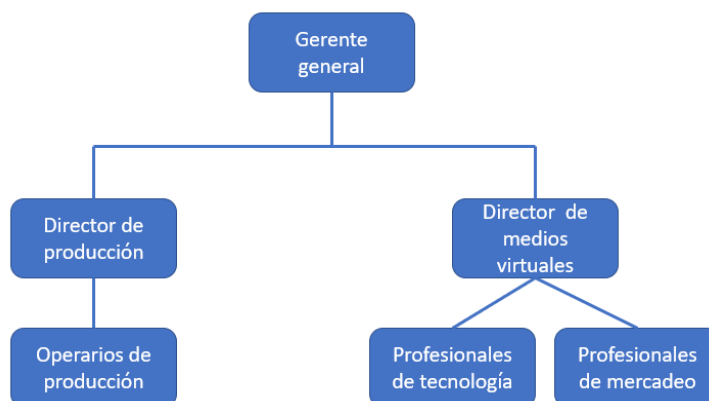 Gerente
general
Director de
producción
Director de
medios
virtuales
Operarios de
producción
Profesionales
de tecnología
Profesionales
de mercadeo